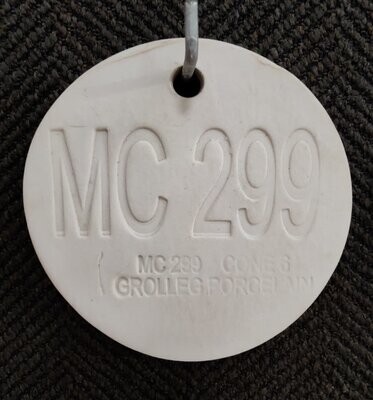 MC 299
MC 299 CONE 6
GROLLEG PORCELAIN